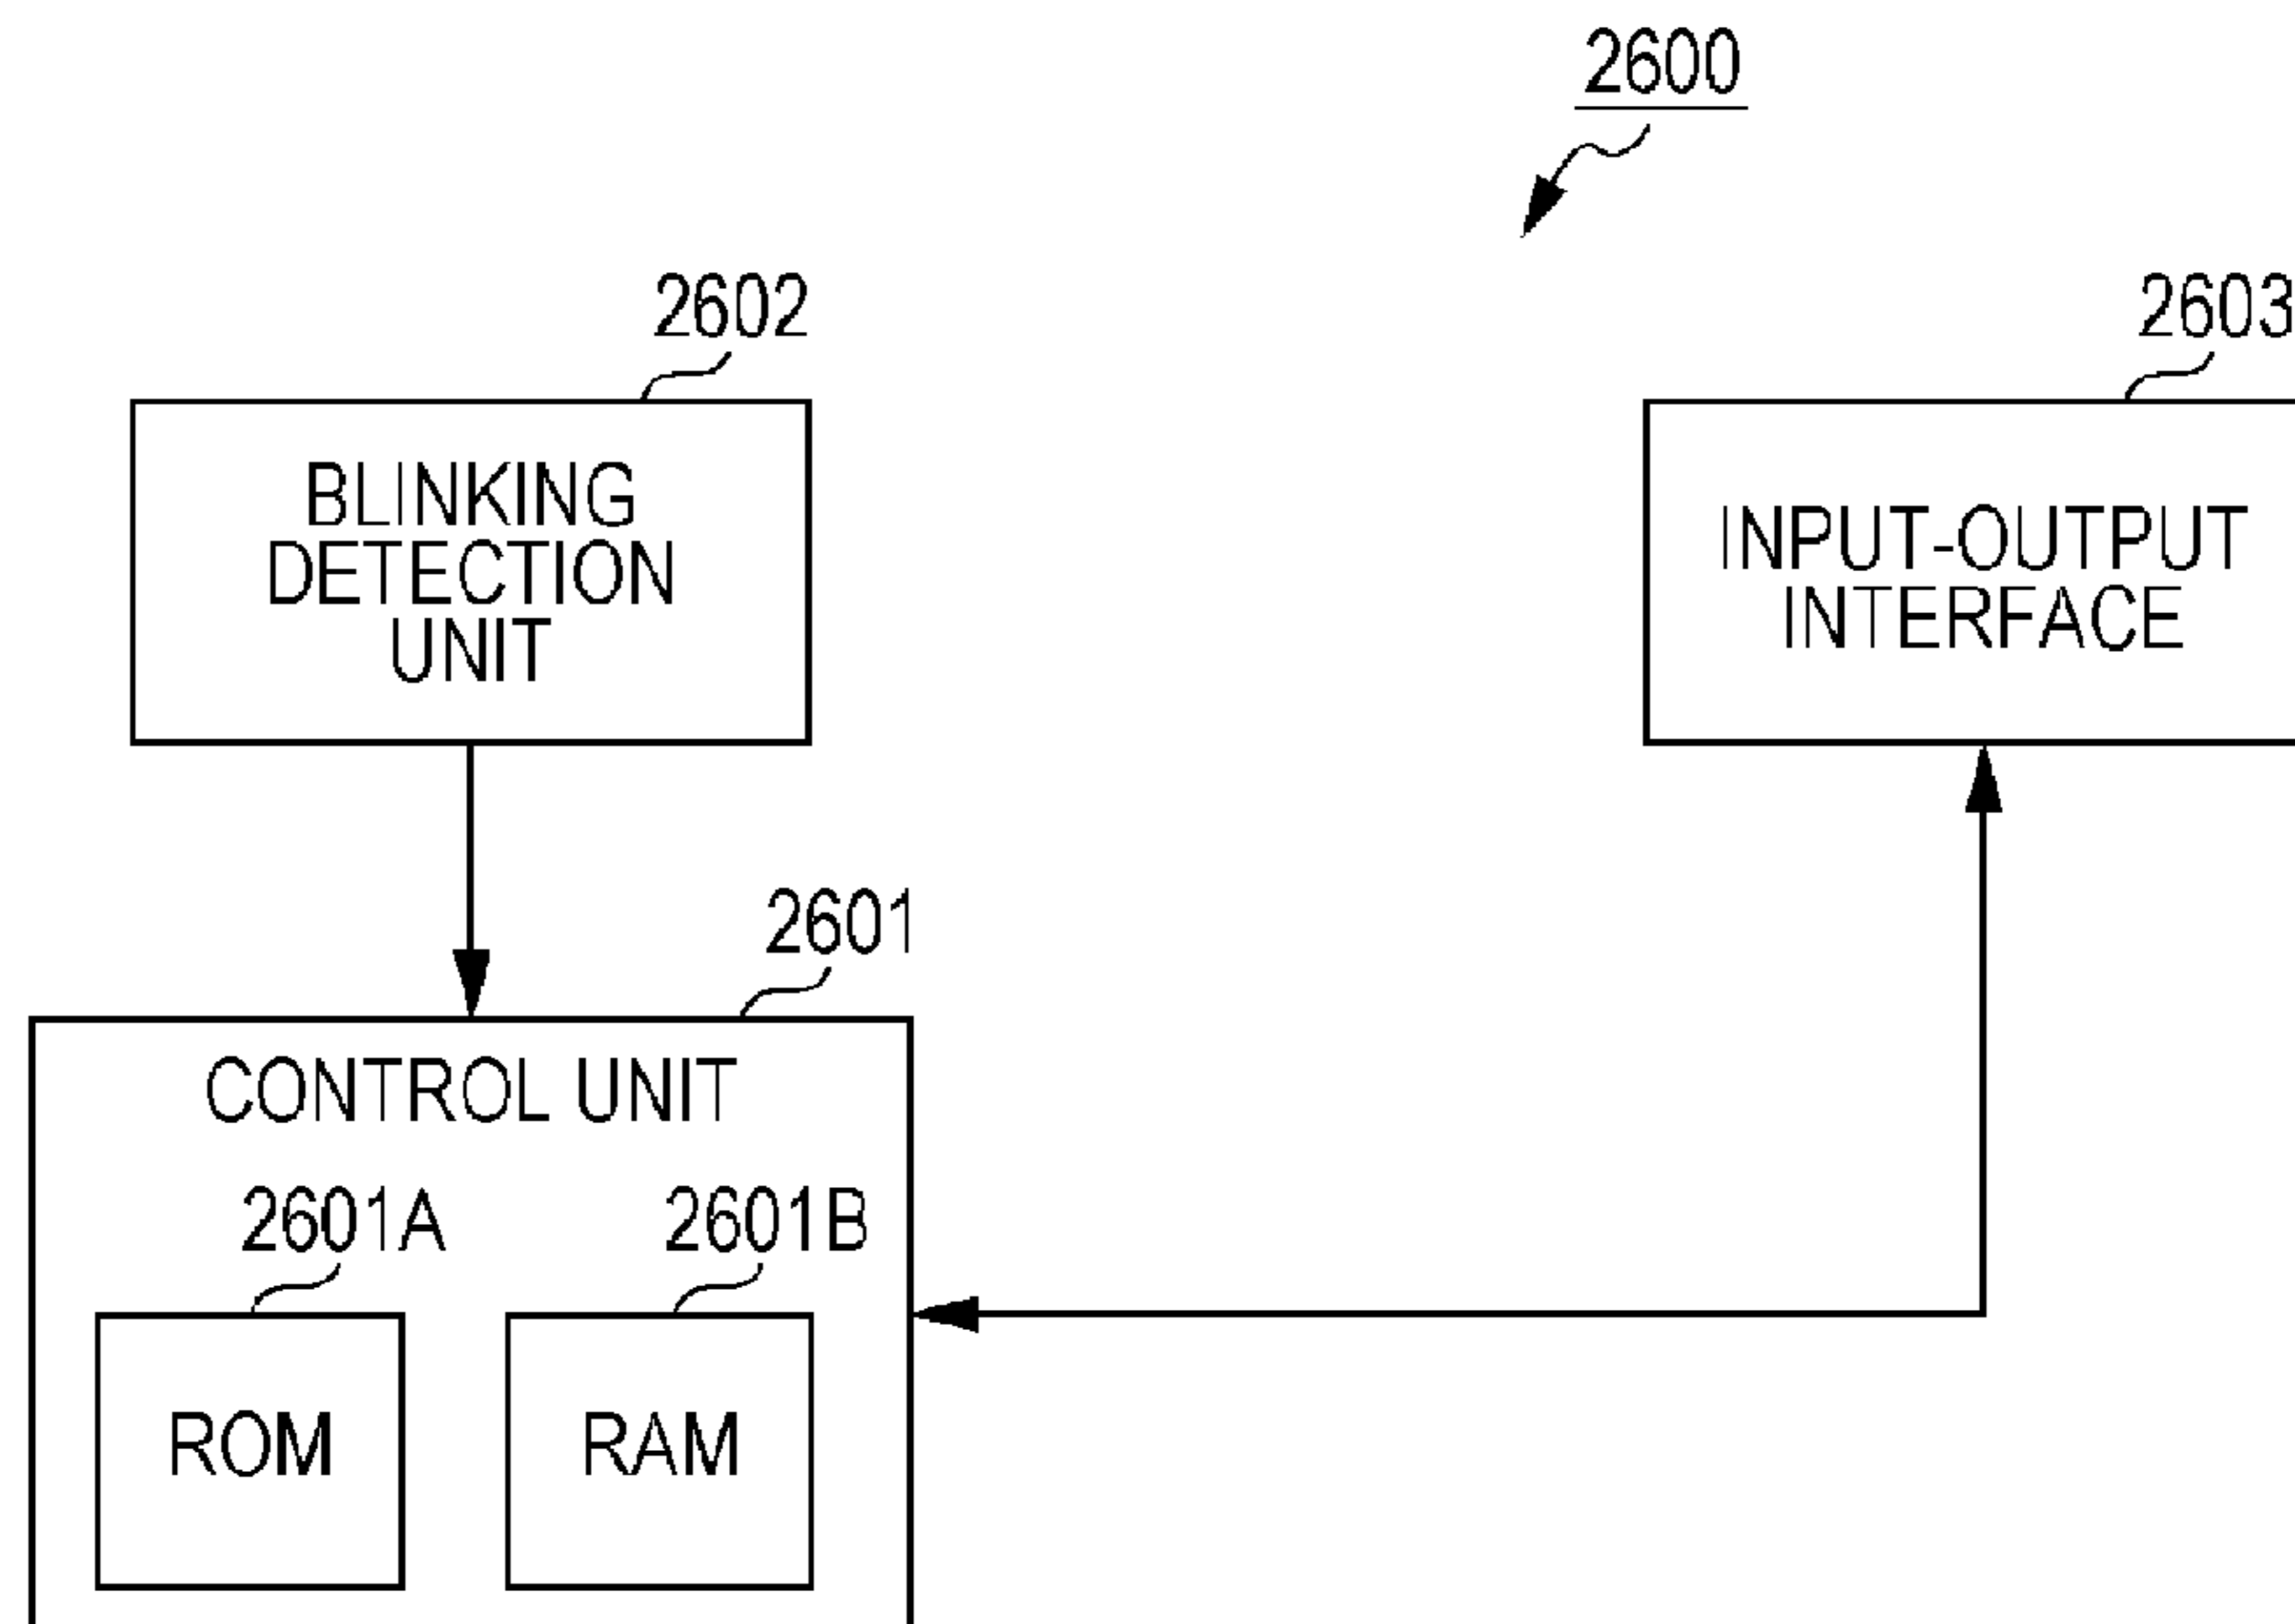 2600
2602
2603
BLINKING
DETECTION
UNIT
INPUT-OUTPUT
INTERFACE
2601
CONTROL UNIT
2601A
2601B
ROM
RAM